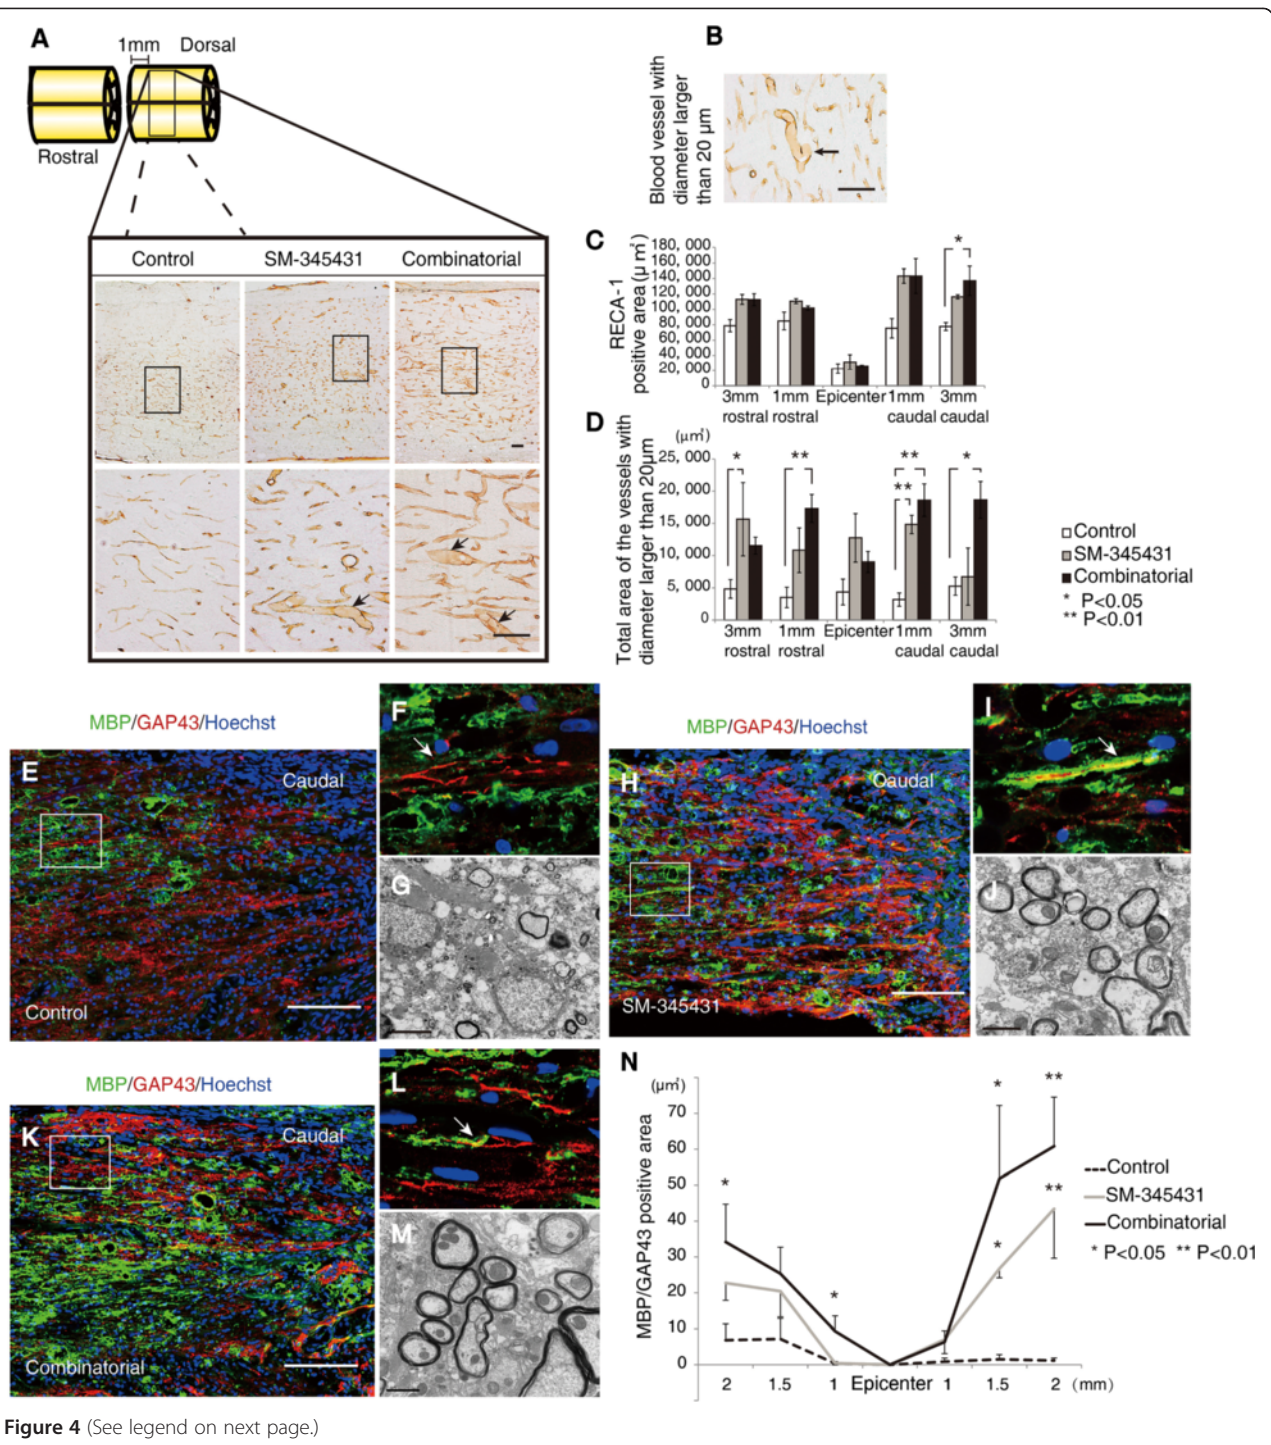 A
1mm
Dorsal
Rostral
Control
SM-345431
Combinatorial
B
Blood vessel with
diameter larger
than 20 μm
C
RECA-1
positive area(μ㎡)
180, 000
160, 000
140, 000
120, 000
100, 000
80, 000
60, 000
40, 000
20, 000
0
*
3mm
rostral
1mm
rostral
Epicenter
1mm
caudal
3mm
caudal
D
Total area of the vessels with
diameter larger than 20μm
(μ㎡)
25, 000
20, 000
15, 000
10, 000
5, 000
0
*
**
**
**
*
3mm
rostral
1mm
rostral
Epicenter
1mm
caudal
3mm
caudal
Control
SM-345431
Combinatorial
* P<0.05
** P<0.01
MBP/GAP43/Hoechst
E
Caudal
Control
F
G
MBP/GAP43/Hoechst
H
Caudal
SM-345431
I
J
MBP/GAP43/Hoechst
K
Caudal
Combinatorial
L
M
N
(μ㎡)
MBP/GAP43 positive area
70
60
50
40
30
20
10
0
*
*
*
**
*
**
2
1.5
1
Epicenter
1
1.5
2
(mm)
Control
SM-345431
Combinatorial
* P<0.05 ** P<0.01
Figure 4 (See legend on next page.)